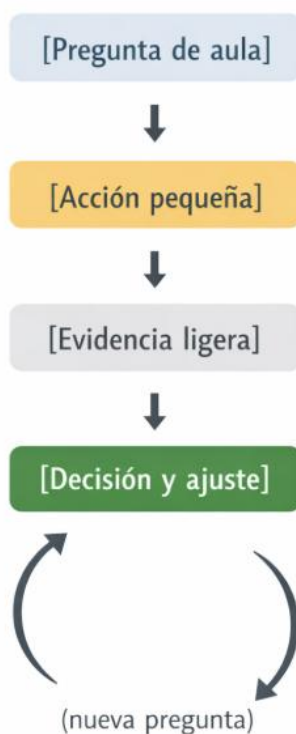 [Pregunta de aula]
[Acción pequeña]
[Evidencia ligera]
[Decisión y ajuste]
(nueva pregunta)